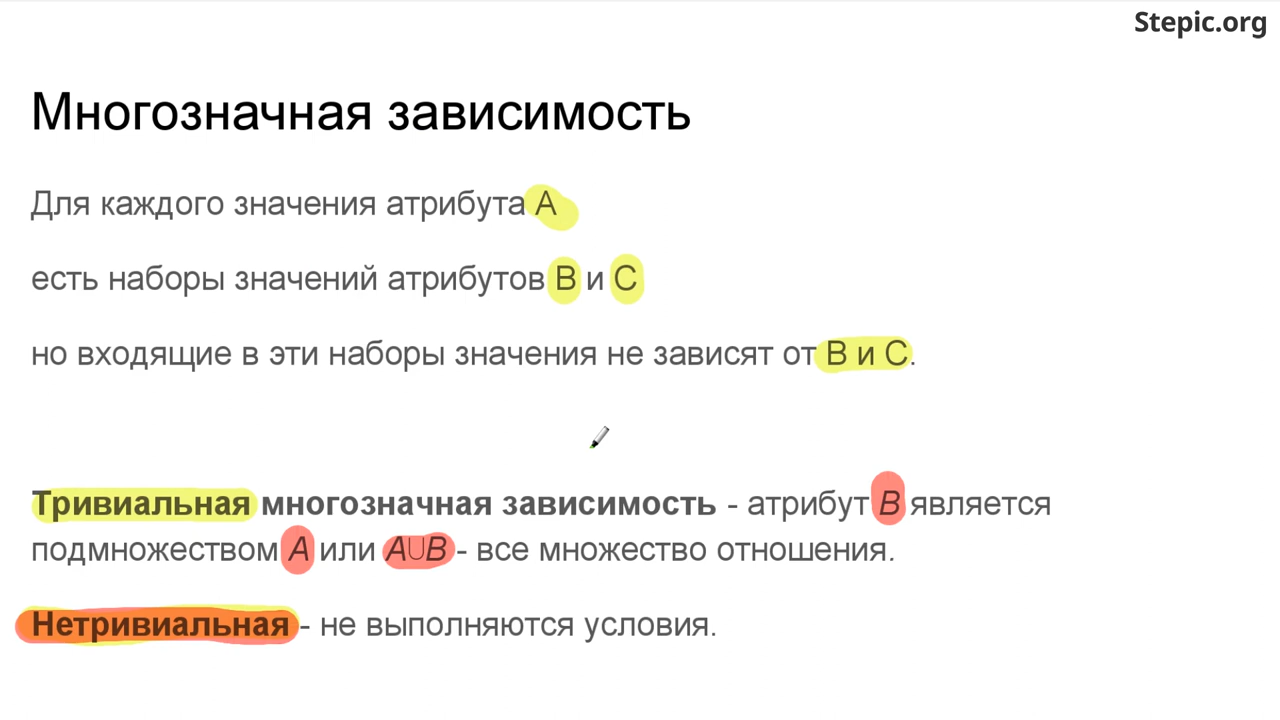 Stepic.org
Многозначная зависимость
Для каждого значения атрибута A
есть наборы значений атрибутов B и C
но входящие в эти наборы значения не зависят от B и C.
Тривиальная многозначная зависимость - атрибут B является
подмножеством A или A∪B - все множество отношения.
Нетривиальная - не выполняются условия.